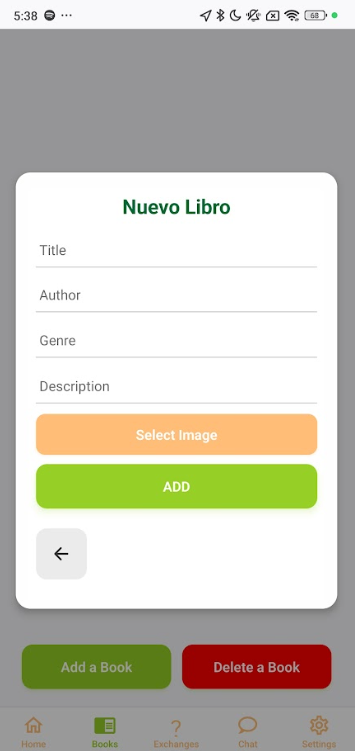 5:38 ···
68
Nuevo Libro
Title
Author
Genre
Description
Select Image
ADD
Add a Book
Delete a Book
Home
Books
Exchanges
Chat
Settings